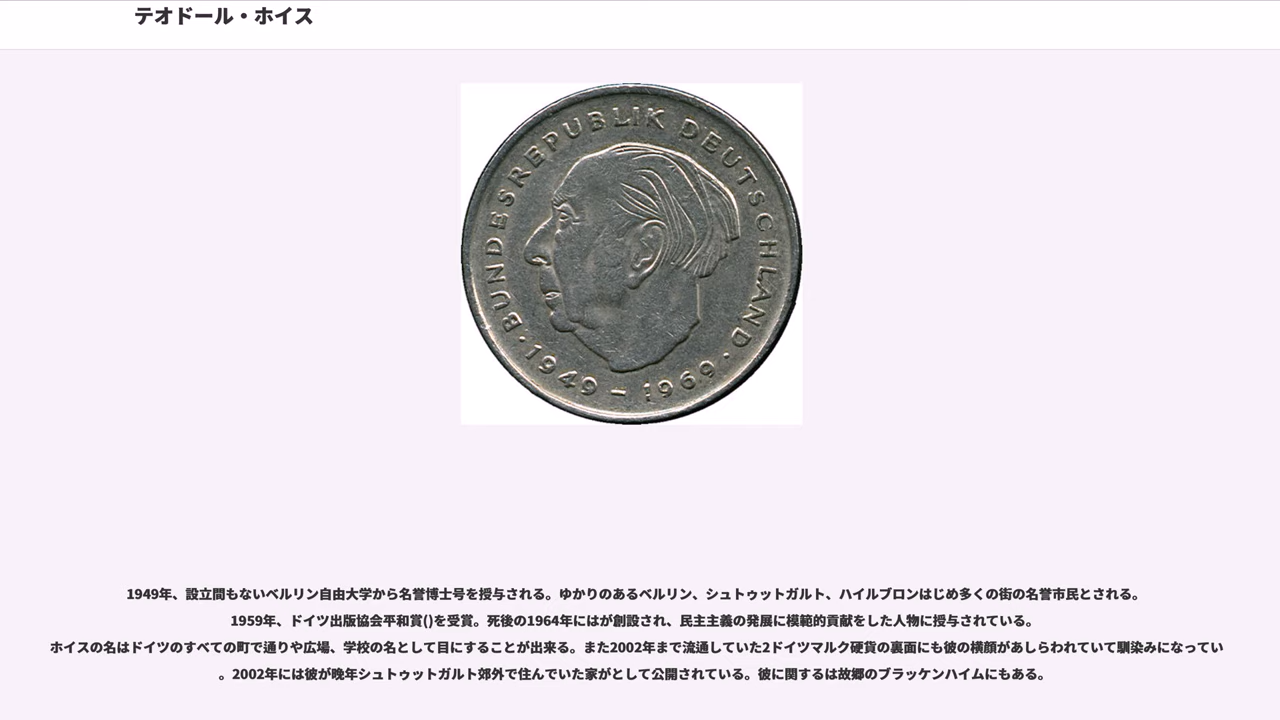 テオドール・ホイス
BUNDESREPUBLIK DEUTSCHLAND
· 1949 - 1969 ·
1949年、設立間もないベルリン自由大学から名誉博士号を授与される。ゆかりのあるベルリン、シュトゥットガルト、ハイルブロンはじめ多くの街の名誉市民とされる。
1959年、ドイツ出版協会平和賞()を受賞。死後の1964年にはが創設され、民主主義の発展に模範的貢献をした人物に授与されている。
ホイスの名はドイツのすべての町で通りや広場、学校の名として目にすることが出来る。また2002年まで流通していた2ドイツマルク硬貨の裏面にも彼の横顔があしらわれていて馴染みになってい
。2002年には彼が晩年シュトゥットガルト郊外で住んでいた家がとして公開されている。彼に関するは故郷のブラッケンハイムにもある。